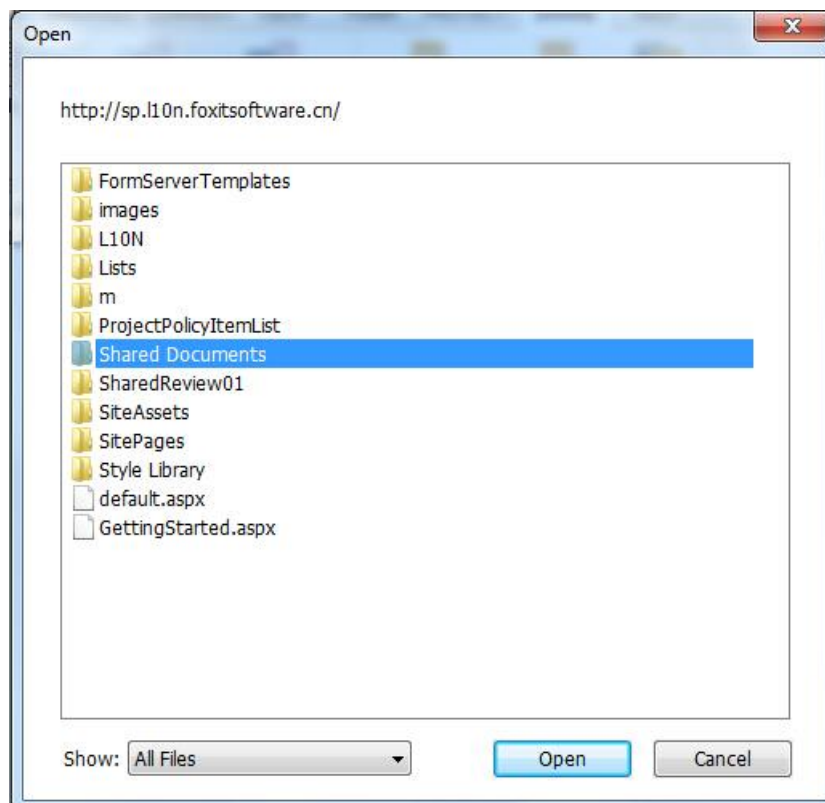 Open
http://sp.l10n.foxitsoftware.cn/
FormServerTemplates
images
L10N
Lists
m
ProjectPolicyItemList
Shared Documents
SharedReview01
SiteAssets
SitePages
Style Library
default.aspx
GettingStarted.aspx
Show: All Files Open Cancel